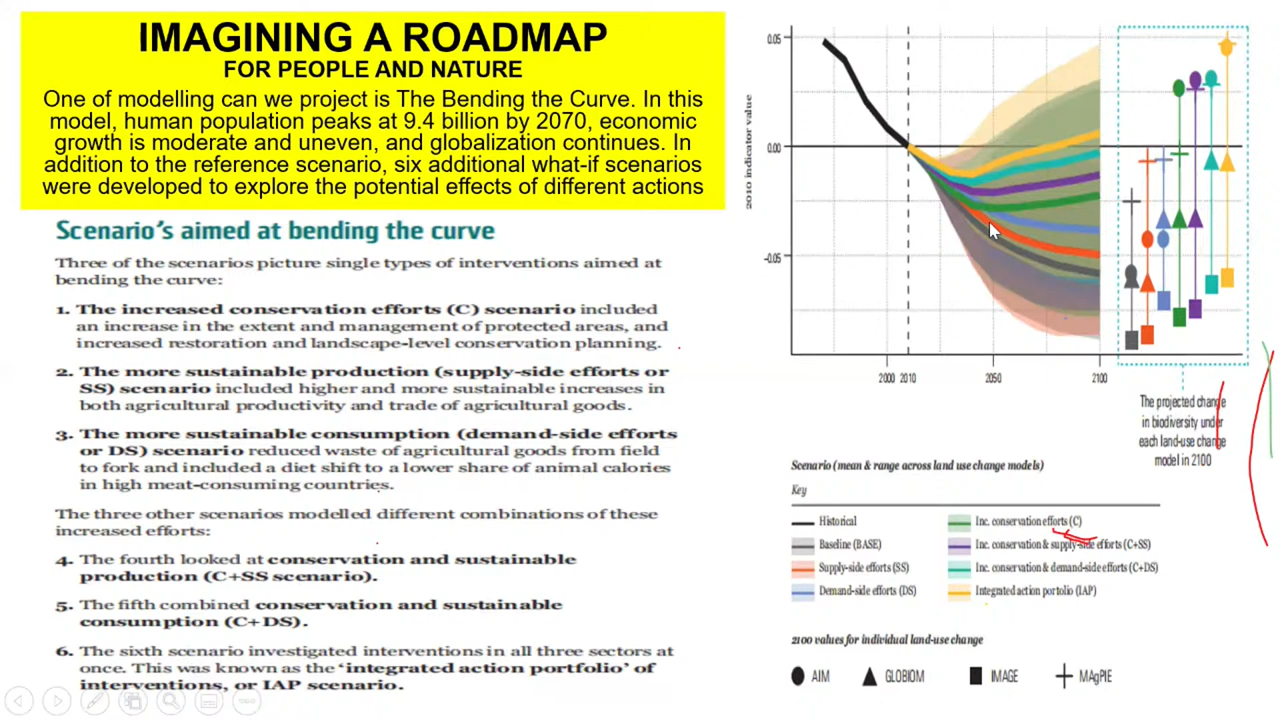 IMAGINING A ROADMAP
FOR PEOPLE AND NATURE
One of modelling can we project is The Bending the Curve. In this
model, human population peaks at 9.4 billion by 2070, economic
growth is moderate and uneven, and globalization continues. In
addition to the reference scenario, six additional what-if scenarios
were developed to explore the potential effects of different actions
Scenario's aimed at bending the curve
Three of the scenarios picture single types of interventions aimed at
bending the curve:
1. The increased conservation efforts (C) scenario included
an increase in the extent and management of protected areas, and
increased restoration and landscape-level conservation planning.
2. The more sustainable production (supply-side efforts or
SS) scenario included higher and more sustainable increases in
both agricultural productivity and trade of agricultural goods.
3. The more sustainable consumption (demand-side efforts
or DS) scenario reduced waste of agricultural goods from field
to fork and included a diet shift to a lower share of animal calories
in high meat-consuming countries.
The three other scenarios modelled different combinations of these
increased efforts:
4. The fourth looked at conservation and sustainable
production (C+SS scenario).
5. The fifth combined conservation and sustainable
consumption (C+DS).
6. The sixth scenario investigated interventions in all three sectors at
once. This was known as the 'integrated action portfolio' of
interventions, or IAP scenario.
2010 indicator value
0.05
0.00
-0.05
2000 2010 2050 2100
The projected change
in biodiversity under
each land-use change
model in 2100
Scenario (mean & range across land use change models)
Key
Historical
Baseline (BASE)
Supply-side efforts (SS)
Demand-side efforts (DS)
Inc. conservation efforts (C)
Inc. conservation & supply-side efforts (C+SS)
Inc. conservation & demand-side efforts (C+DS)
Integrated action portolio (IAP)
2100 values for individual land-use change
AIM GLOBIOM IMAGE MAgPIE